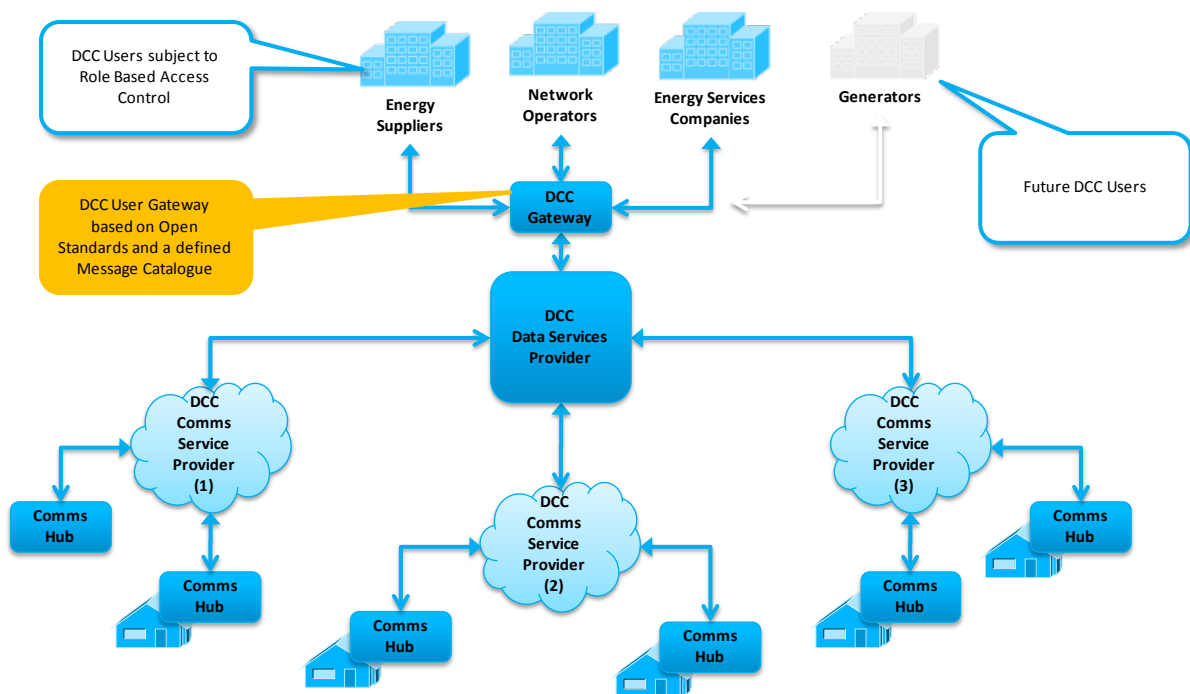 DCC Users subject to
Role Based Access
Control
Energy
Suppliers
Network
Operators
Energy Services
Companies
Generators
Future DCC Users
DCC User Gateway
based on Open
Standards and a defined
Message Catalogue
DCC
Gateway
DCC
Data Services
Provider
DCC
Comms
Service
Provider
(1)
DCC
Comms
Service
Provider
(2)
DCC
Comms
Service
Provider
(3)
Comms
Hub
Comms
Hub
Comms
Hub
Comms
Hub
Comms
Hub
Comms
Hub